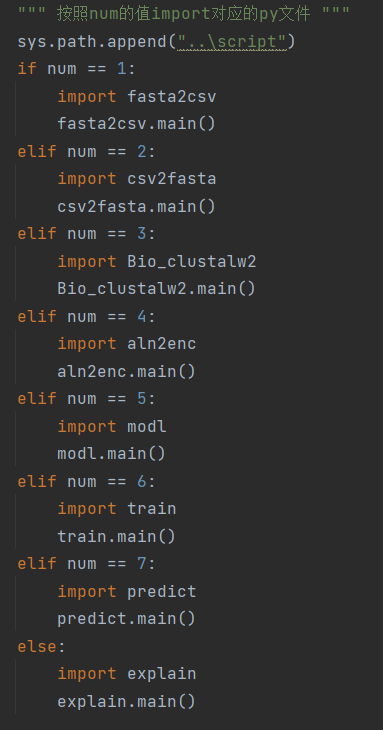 """ 按照num的值import对应的py文件 """
sys.path.append("..\script")
if num == 1:
    import fasta2csv
    fasta2csv.main()
elif num == 2:
    import csv2fasta
    csv2fasta.main()
elif num == 3:
    import Bio_clustalw2
    Bio_clustalw2.main()
elif num == 4:
    import aln2enc
    aln2enc.main()
elif num == 5:
    import modl
    modl.main()
elif num == 6:
    import train
    train.main()
elif num == 7:
    import predict
    predict.main()
else:
    import explain
    explain.main()